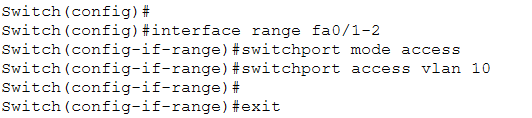 Switch(config)#
Switch(config)#interface range fa0/1-2
Switch(config-if-range)#switchport mode access
Switch(config-if-range)#switchport access vlan 10
Switch(config-if-range)#
Switch(config-if-range)#exit